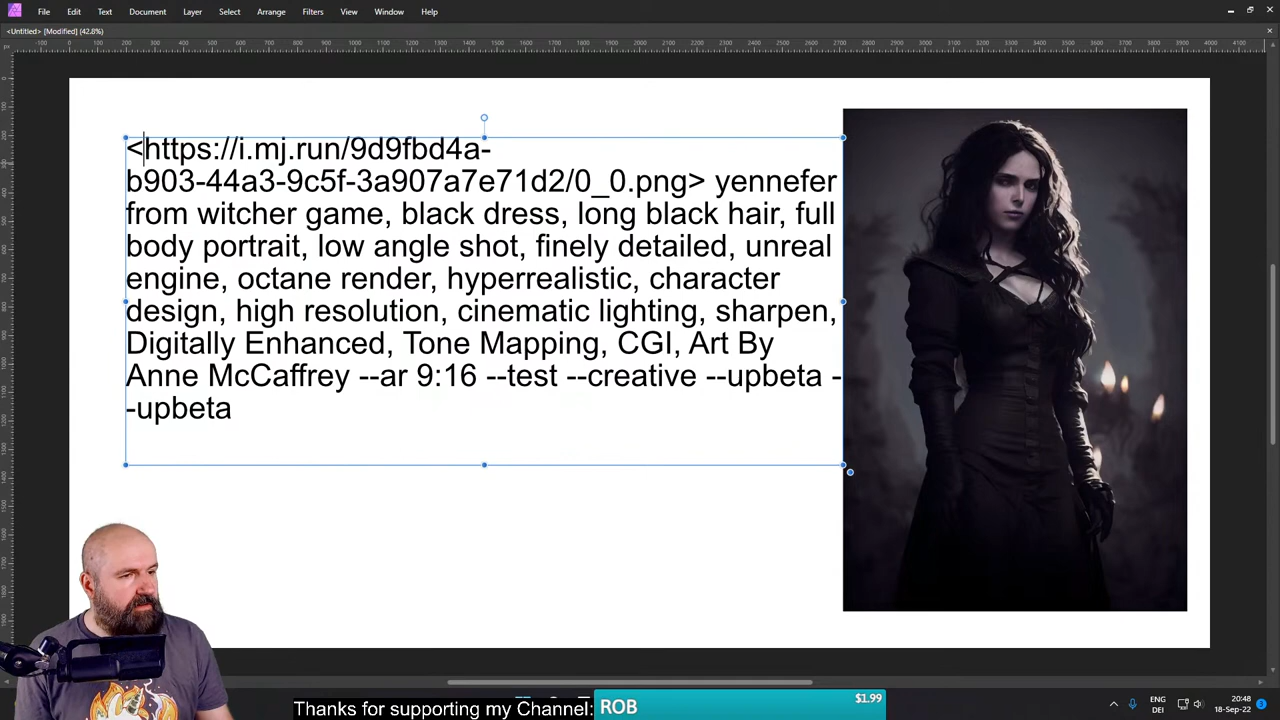 File Edit Text Document Layer Select Arrange Filters View Window Help
<Untitled> [Modified] (42.8%)
<https://i.mj.run/9d9fbd4a-
b903-44a3-9c5f-3a907a7e71d2/0_0.png> yennefer
from witcher game, black dress, long black hair, full
body portrait, low angle shot, finely detailed, unreal
engine, octane render, hyperrealistic, character
design, high resolution, cinematic lighting, sharpen,
Digitally Enhanced, Tone Mapping, CGI, Art By
Anne McCaffrey --ar 9:16 --test --creative --upbeta -
-upbeta
Thanks for supporting my Channel: ROB $1.99
ENG
DEI
20:48
18-Sep-22